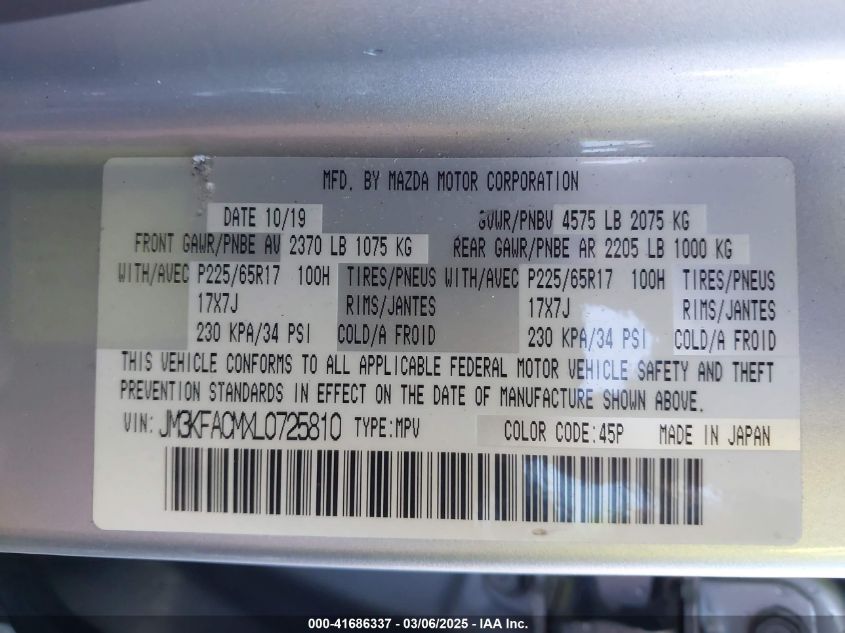 MFD. BY MAZDA MOTOR CORPORATION
DATE 10/19 GVWR/PNBV 4575 LB 2075 KG
FRONT GAWR/PNBE AV 2370 LB 1075 KG REAR GAWR/PNBE AR 2205 LB 1000 KG
WITH/AVEC P225/65R17 100H TIRES/PNEUS WITH/AVEC P225/65R17 100H TIRES/PNEUS
17X7J RIMS/JANTES 17X7J RIMS/JANTES
230 KPA/34 PSI COLD/A FROID 230 KPA/34 PSI COLD/A FROID
THIS VEHICLE CONFORMS TO ALL APPLICABLE FEDERAL MOTOR VEHICLE SAFETY AND THEFT
PREVENTION STANDARDS IN EFFECT ON THE DATE OF MANUFACTURE SHOWN ABOVE.
VIN: JM3KFACMXL0725810 TYPE:MPV COLOR CODE:45P MADE IN JAPAN
000-41686337 - 03/06/2025 - IAA Inc.